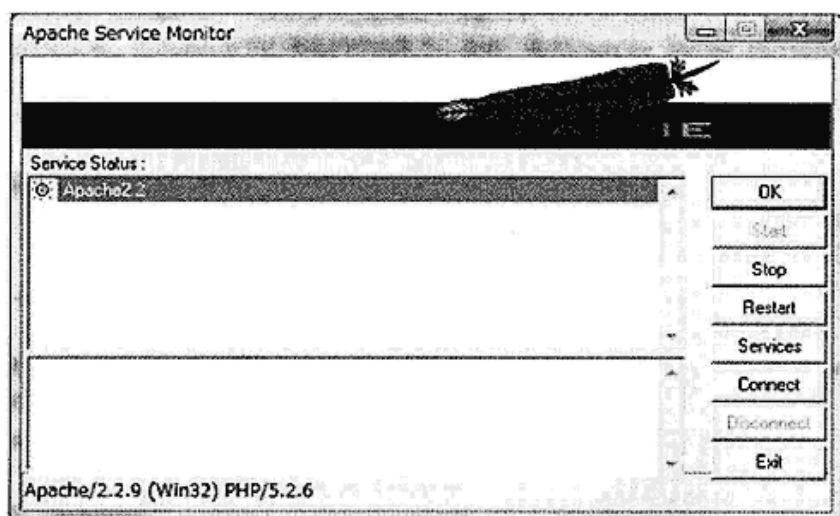 Apache Service Monitor
Service Status :
Apache2.2
OK
Start
Stop
Restart
Services
Connect
Disconnect
Exit
Apache/2.2.9 (Win32) PHP/5.2.6